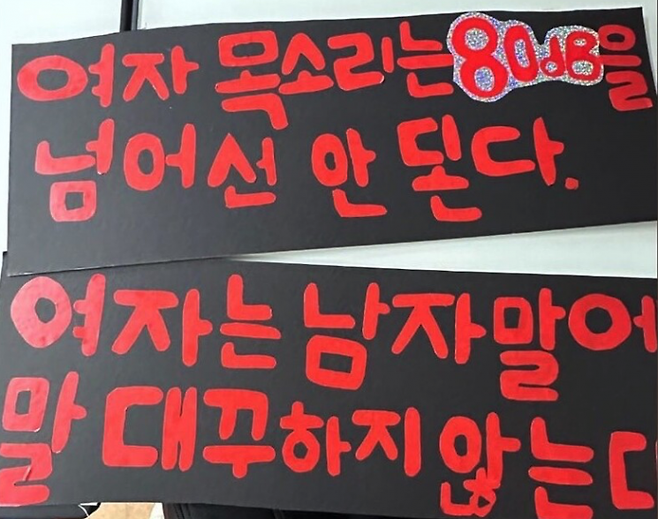 여자 목소리는 80dB을
넘어선 안 된다.
여자는 남자 말에
말 대꾸하지 않는다